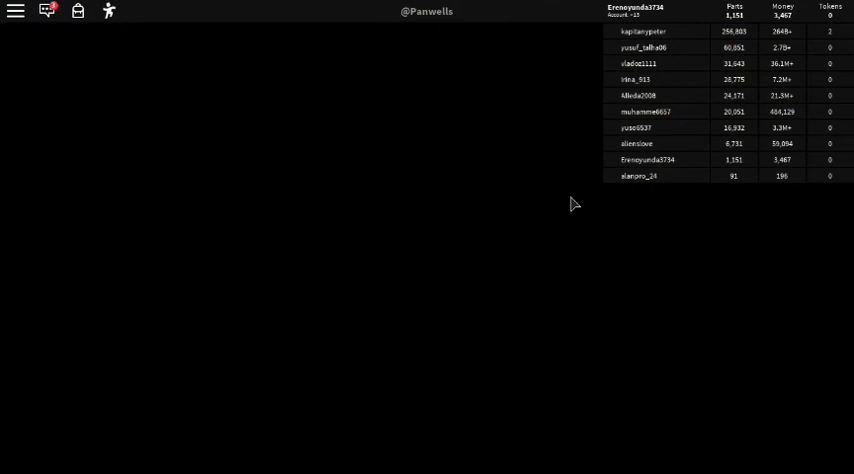 3
@Panwells
Erenoyunda3734 Parts Money Tokens
Account: <13 1,151 3,467 0
kapitanypeter 256,803 264B+ 2
yusuf_talha06 60,851 2.7B+ 0
vladoz1111 31,643 36.1M+ 0
irina_913 28,775 7.2M+ 0
Alleda2008 24,171 21.3M+ 0
muhamme6657 20,051 484,129 0
yuso6537 16,932 3.3M+ 0
alienslove 6,731 59,094 0
Erenoyunda3734 1,151 3,467 0
alanpro_24 91 196 0